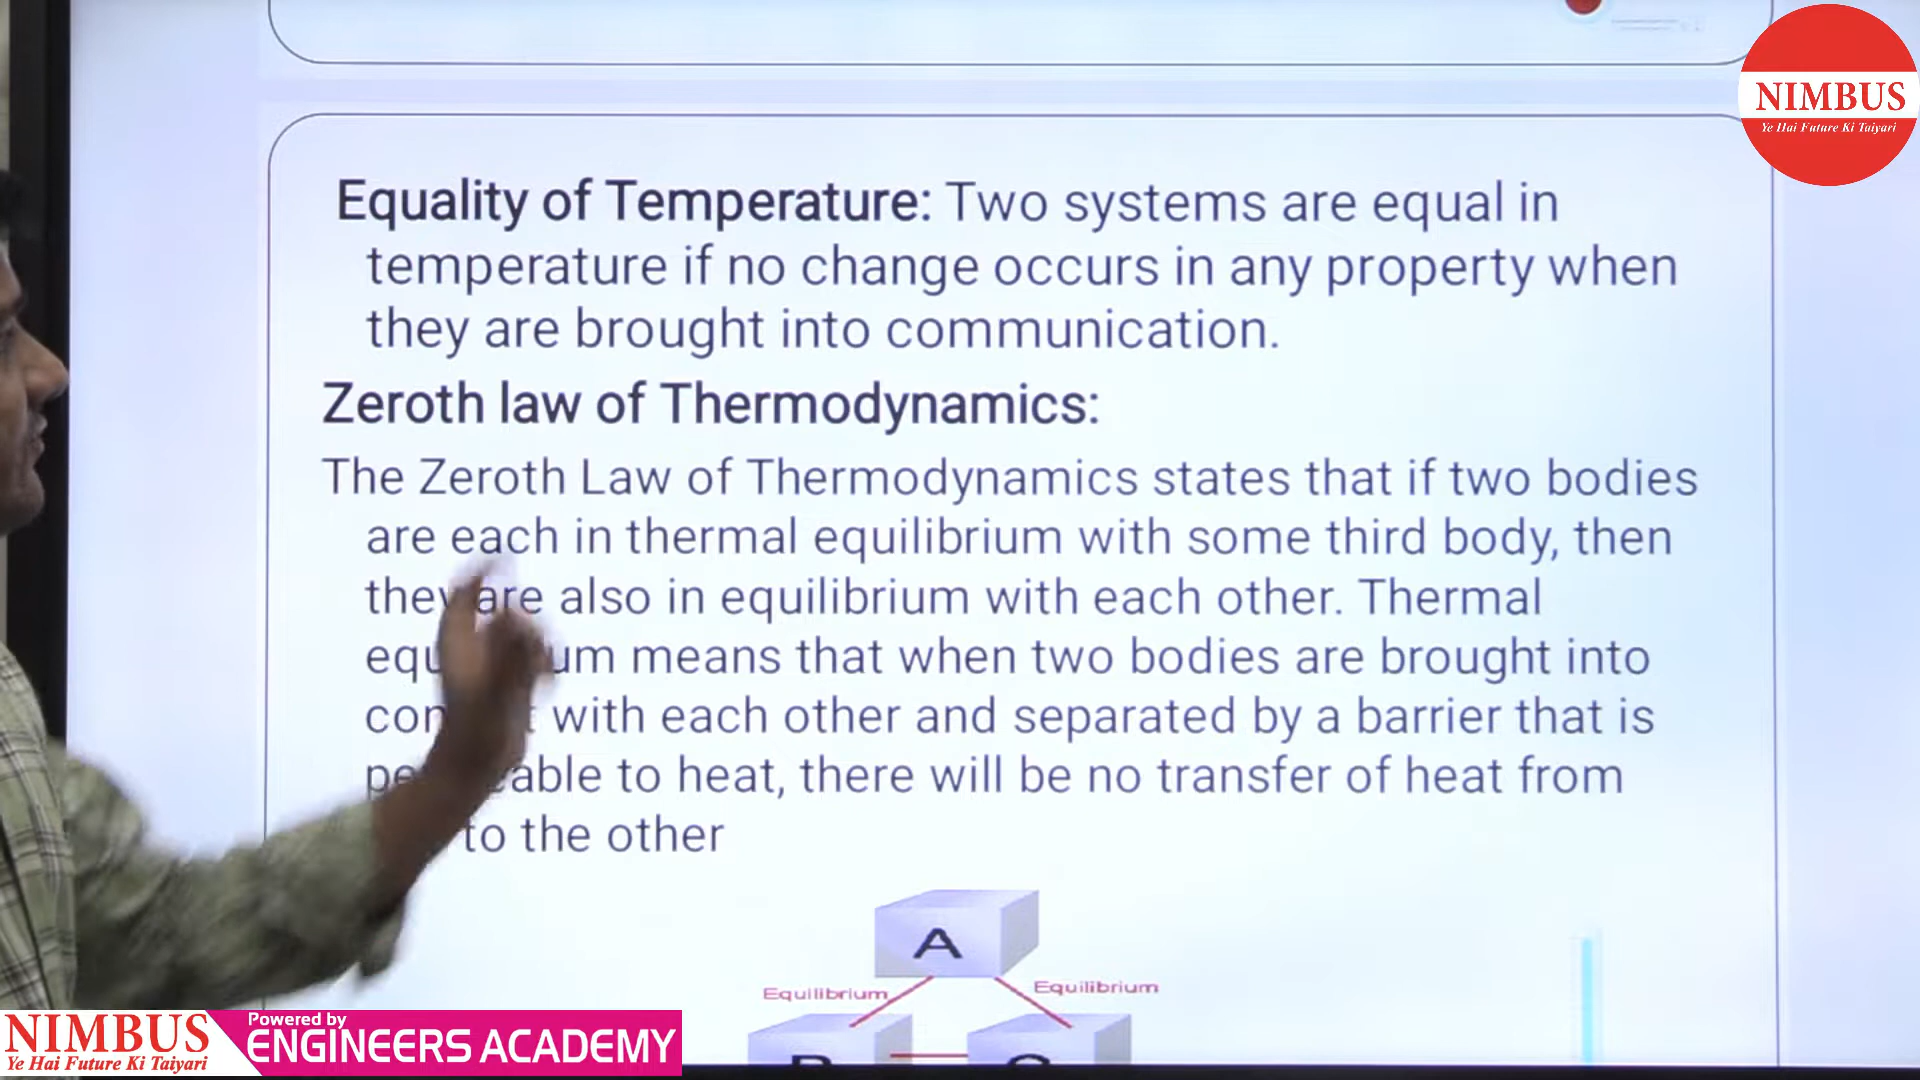 NIMBUS
Ye Hai Future Ki Taiyari
Equality of Temperature: Two systems are equal in
temperature if no change occurs in any property when
they are brought into communication.
Zeroth law of Thermodynamics:
The Zeroth Law of Thermodynamics states that if two bodies
are each in thermal equilibrium with some third body, then
they are also in equilibrium with each other. Thermal
means that when two bodies are brought into
with each other and separated by a barrier that is
to heat, there will be no transfer of heat from
to the other
A
Equilibrium
Equilibrium
NIMBUS
Ye Hai Future Ki Taiyari
Powered by
ENGINEERS ACADEMY